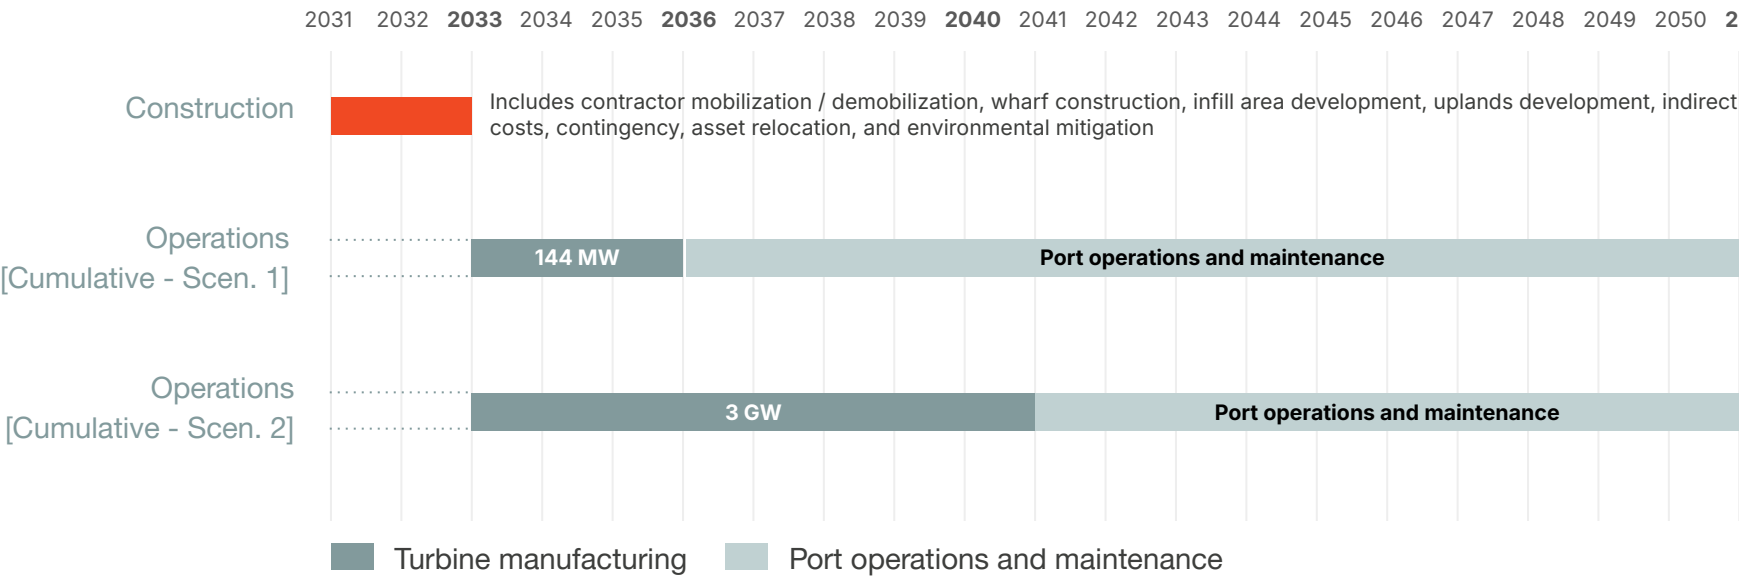 2031 2032 2033 2034 2035 2036 2037 2038 2039 2040 2041 2042 2043 2044 2045 2046 2047 2048 2049 2050 2
Construction
Includes contractor mobilization / demobilization, wharf construction, infill area development, uplands development, indirect
costs, contingency, asset relocation, and environmental mitigation
Operations
[Cumulative - Scen. 1]
144 MW Port operations and maintenance
Operations
[Cumulative - Scen. 2]
3 GW Port operations and maintenance
Turbine manufacturing Port operations and maintenance